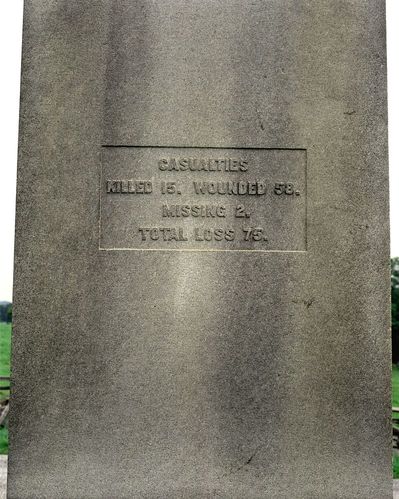 CASUALTIES
KILLED 15. WOUNDED 58.
MISSING 2.
TOTAL LOSS 75.